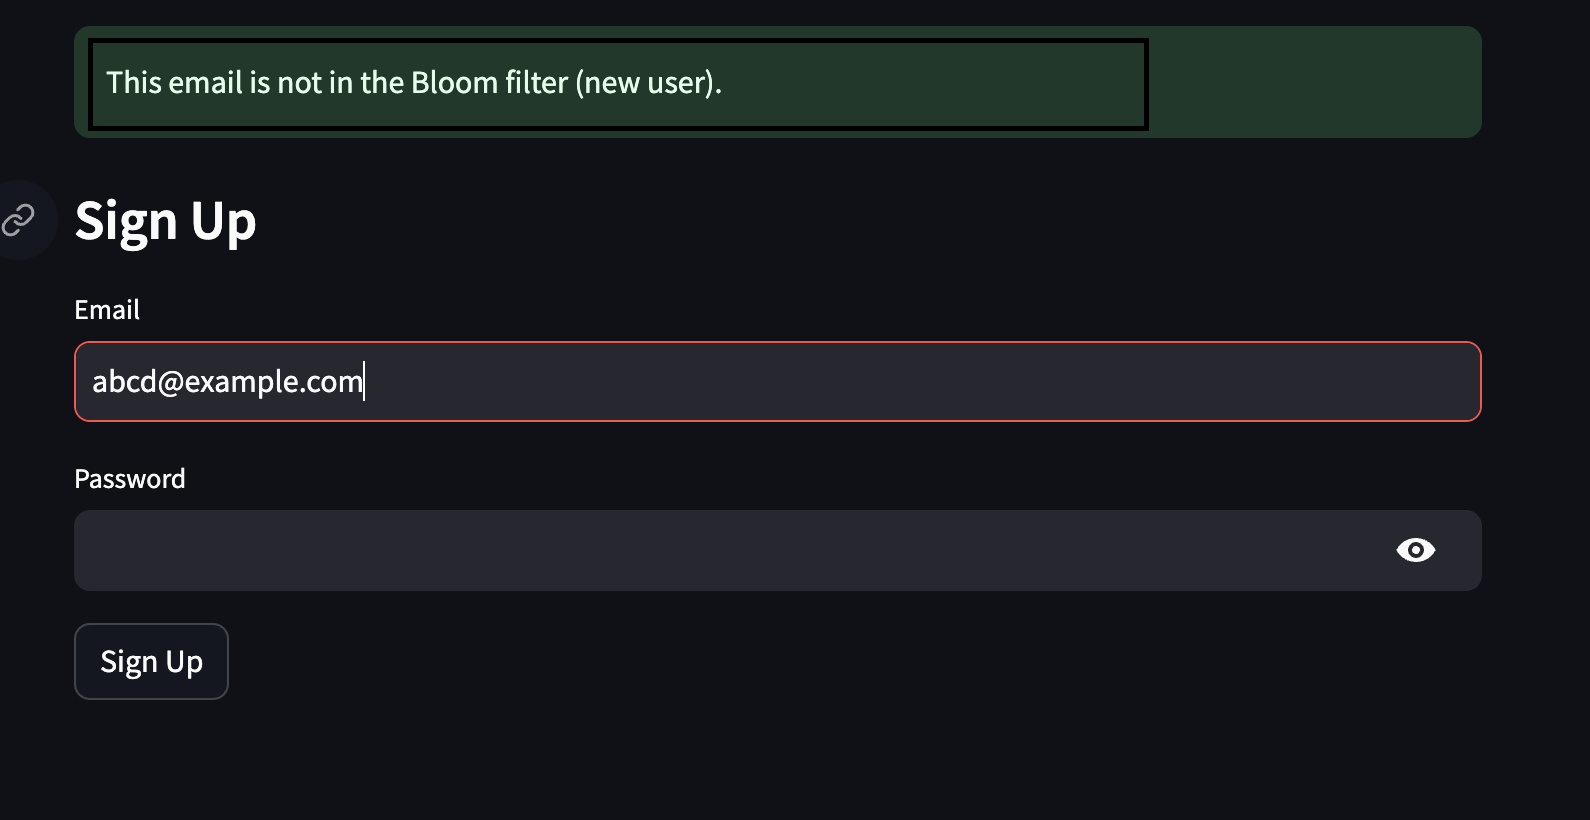 This email is not in the Bloom filter (new user).
Sign Up
Email
abcd@example.com
Password
Sign Up